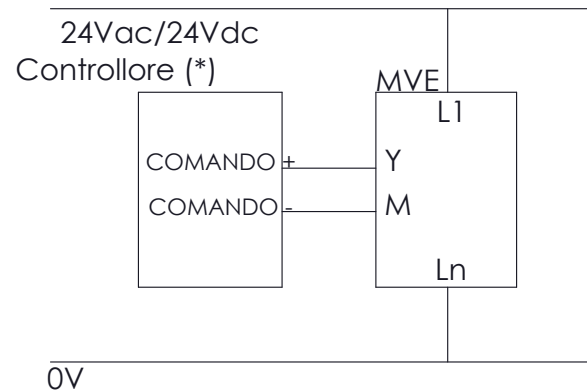 24Vac/24Vdc
Controllore (*)
MVE
L1
COMANDO +
Y
COMANDO -
M
Ln
0V